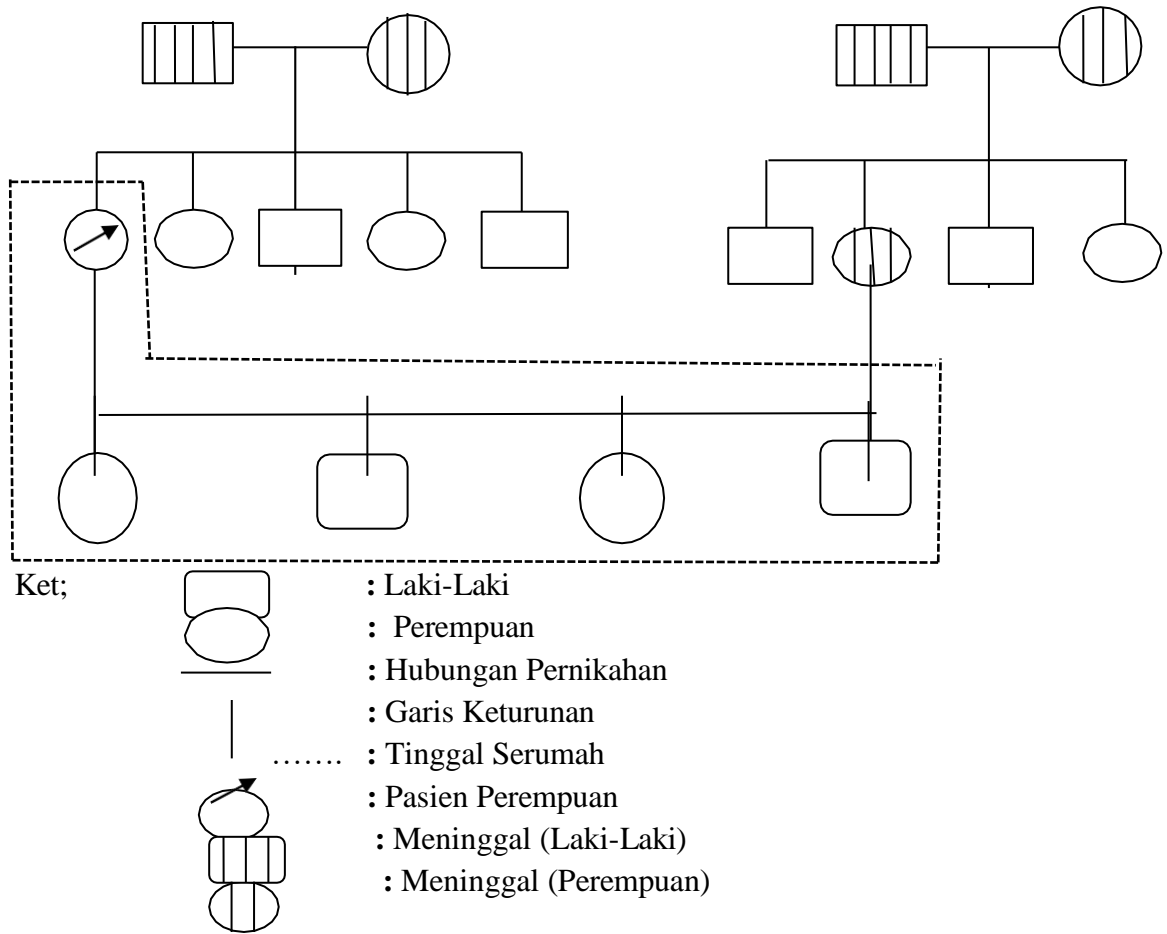 Ket;
: Laki-Laki
: Perempuan
: Hubungan Pernikahan
: Garis Keturunan
……. : Tinggal Serumah
: Pasien Perempuan
: Meninggal (Laki-Laki)
: Meninggal (Perempuan)